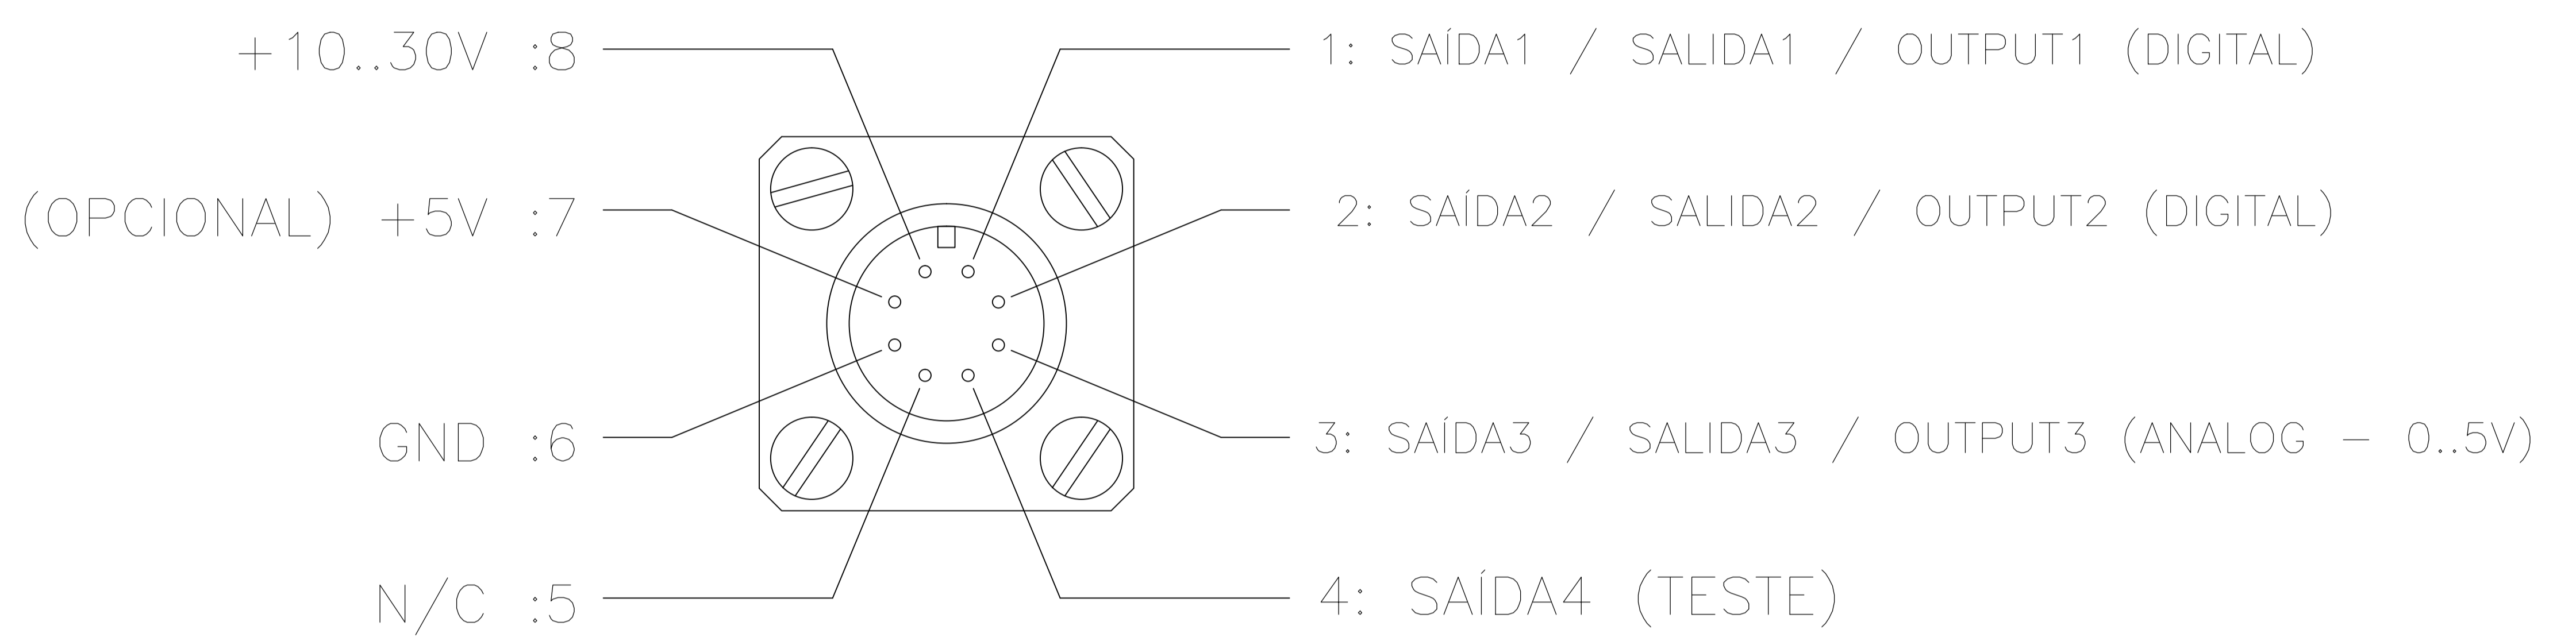 +10..30V :8
1: SAÍDA1 / SALIDA1 / OUTPUT1 (DIGITAL)
(OPCIONAL) +5V :7
2: SAÍDA2 / SALIDA2 / OUTPUT2 (DIGITAL)
GND :6
3: SAÍDA3 / SALIDA3 / OUTPUT3 (ANALOG - 0..5V)
N/C :5
4: SAÍDA4 (TESTE)